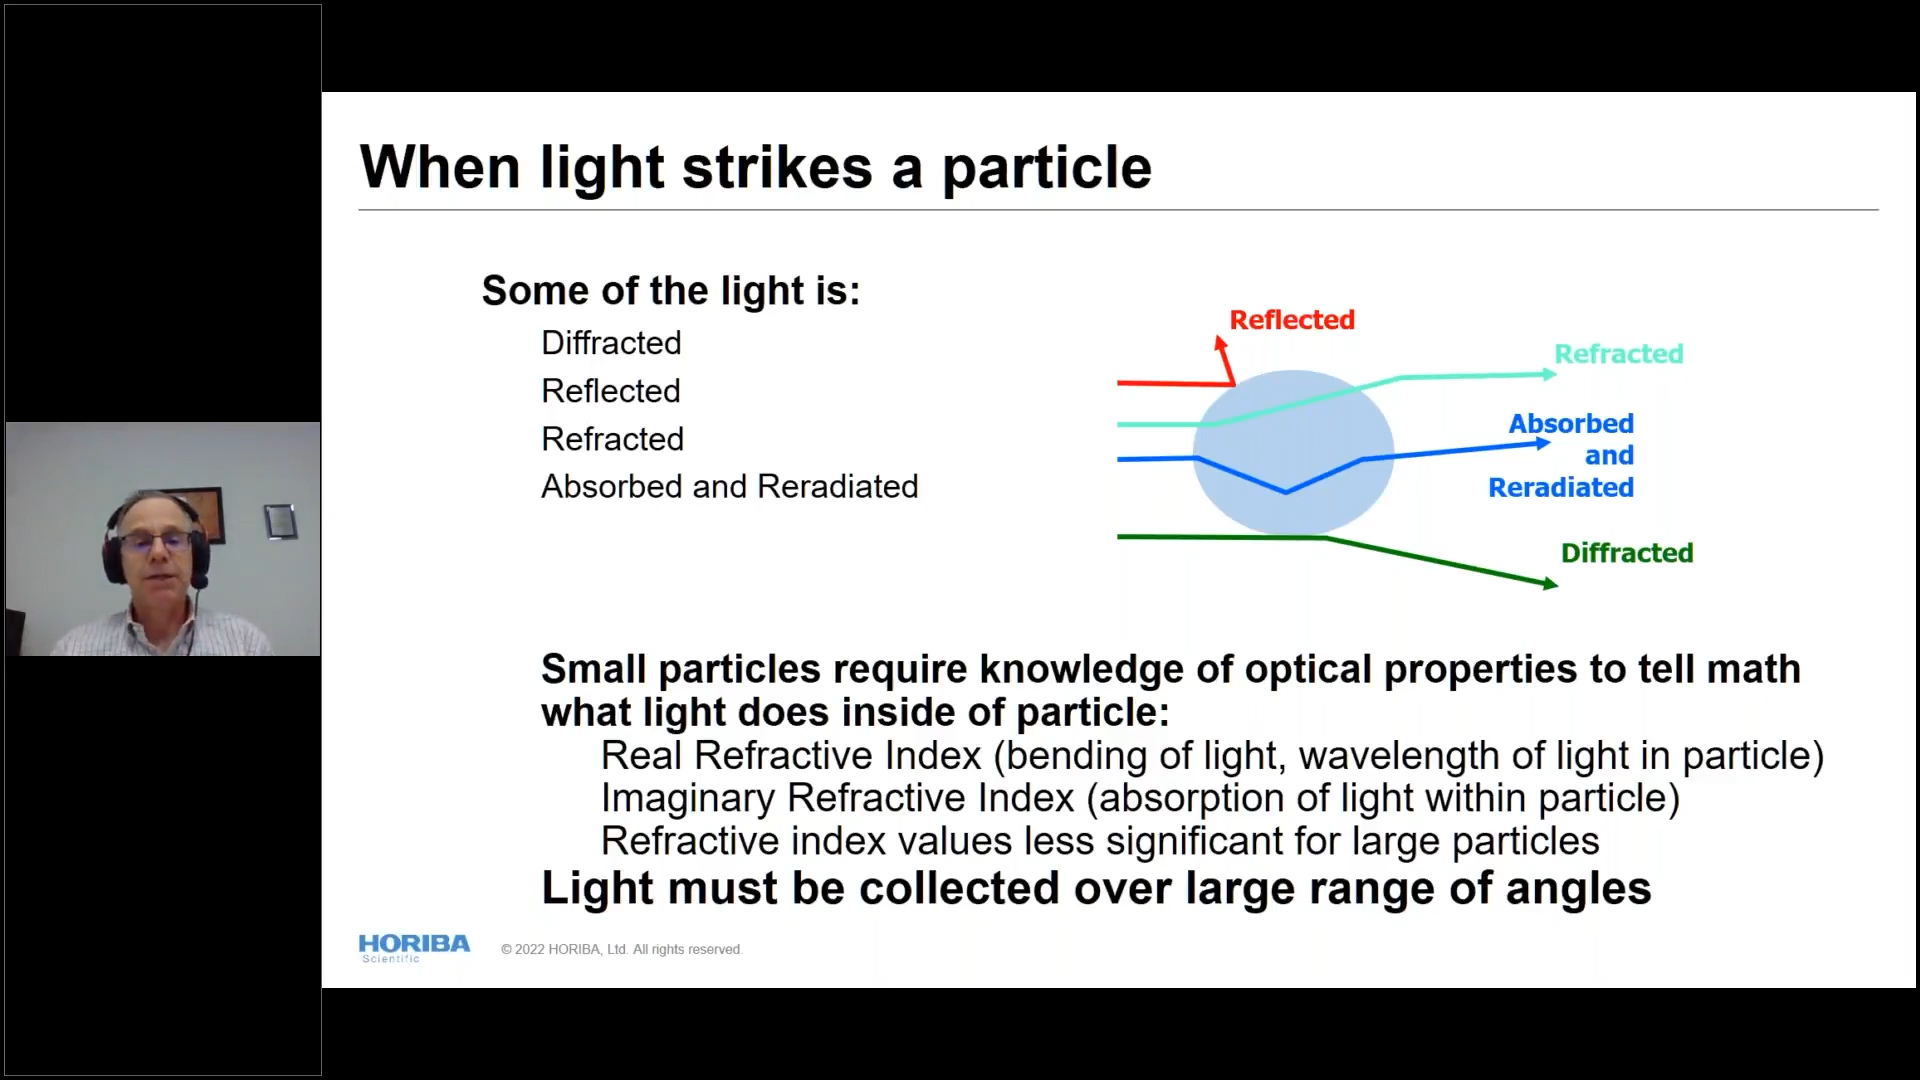 When light strikes a particle
Some of the light is:
Diffracted
Reflected
Refracted
Absorbed and Reradiated
Reflected
Refracted
Absorbed
and
Reradiated
Diffracted
Small particles require knowledge of optical properties to tell math
what light does inside of particle:
Real Refractive Index (bending of light, wavelength of light in particle)
Imaginary Refractive Index (absorption of light within particle)
Refractive index values less significant for large particles
Light must be collected over large range of angles
HORIBA
Scientific
© 2022 HORIBA, Ltd. All rights reserved.